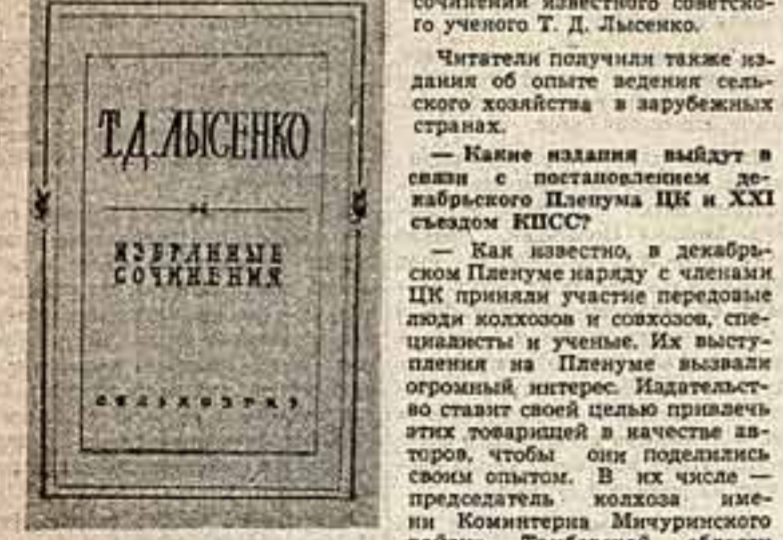 Т.Д.ЛЫСЕНКО
ИЗБРАННЫЕ
СОЧИНЕНИЯ
СЕЛЬХОЗГИЗ
сочинений известного советско-
го ученого Т. Д. Лысенко.
Читатели получили также из-
дания об опыте ведения сель-
ского хозяйства в зарубежных
странах.
— Какие издания выйдут в
связи с постановлением де-
кабрьского Пленума ЦК и XXI
съездом КПСС?
— Как известно, в декабрь-
ском Пленуме наряду с членами
ЦК приняли участие передовые
люди колхозов и совхозов, спе-
циалисты и ученые. Их высту-
пления на Пленуме вызвали
огромный интерес. Издательст-
во ставит своей целью привлечь
этих товарищей в качестве ав-
торов, чтобы они поделились
своим опытом. В их числе —
председатель колхоза име-
ни Коминтерна Мичуринского
района Тамбовской области